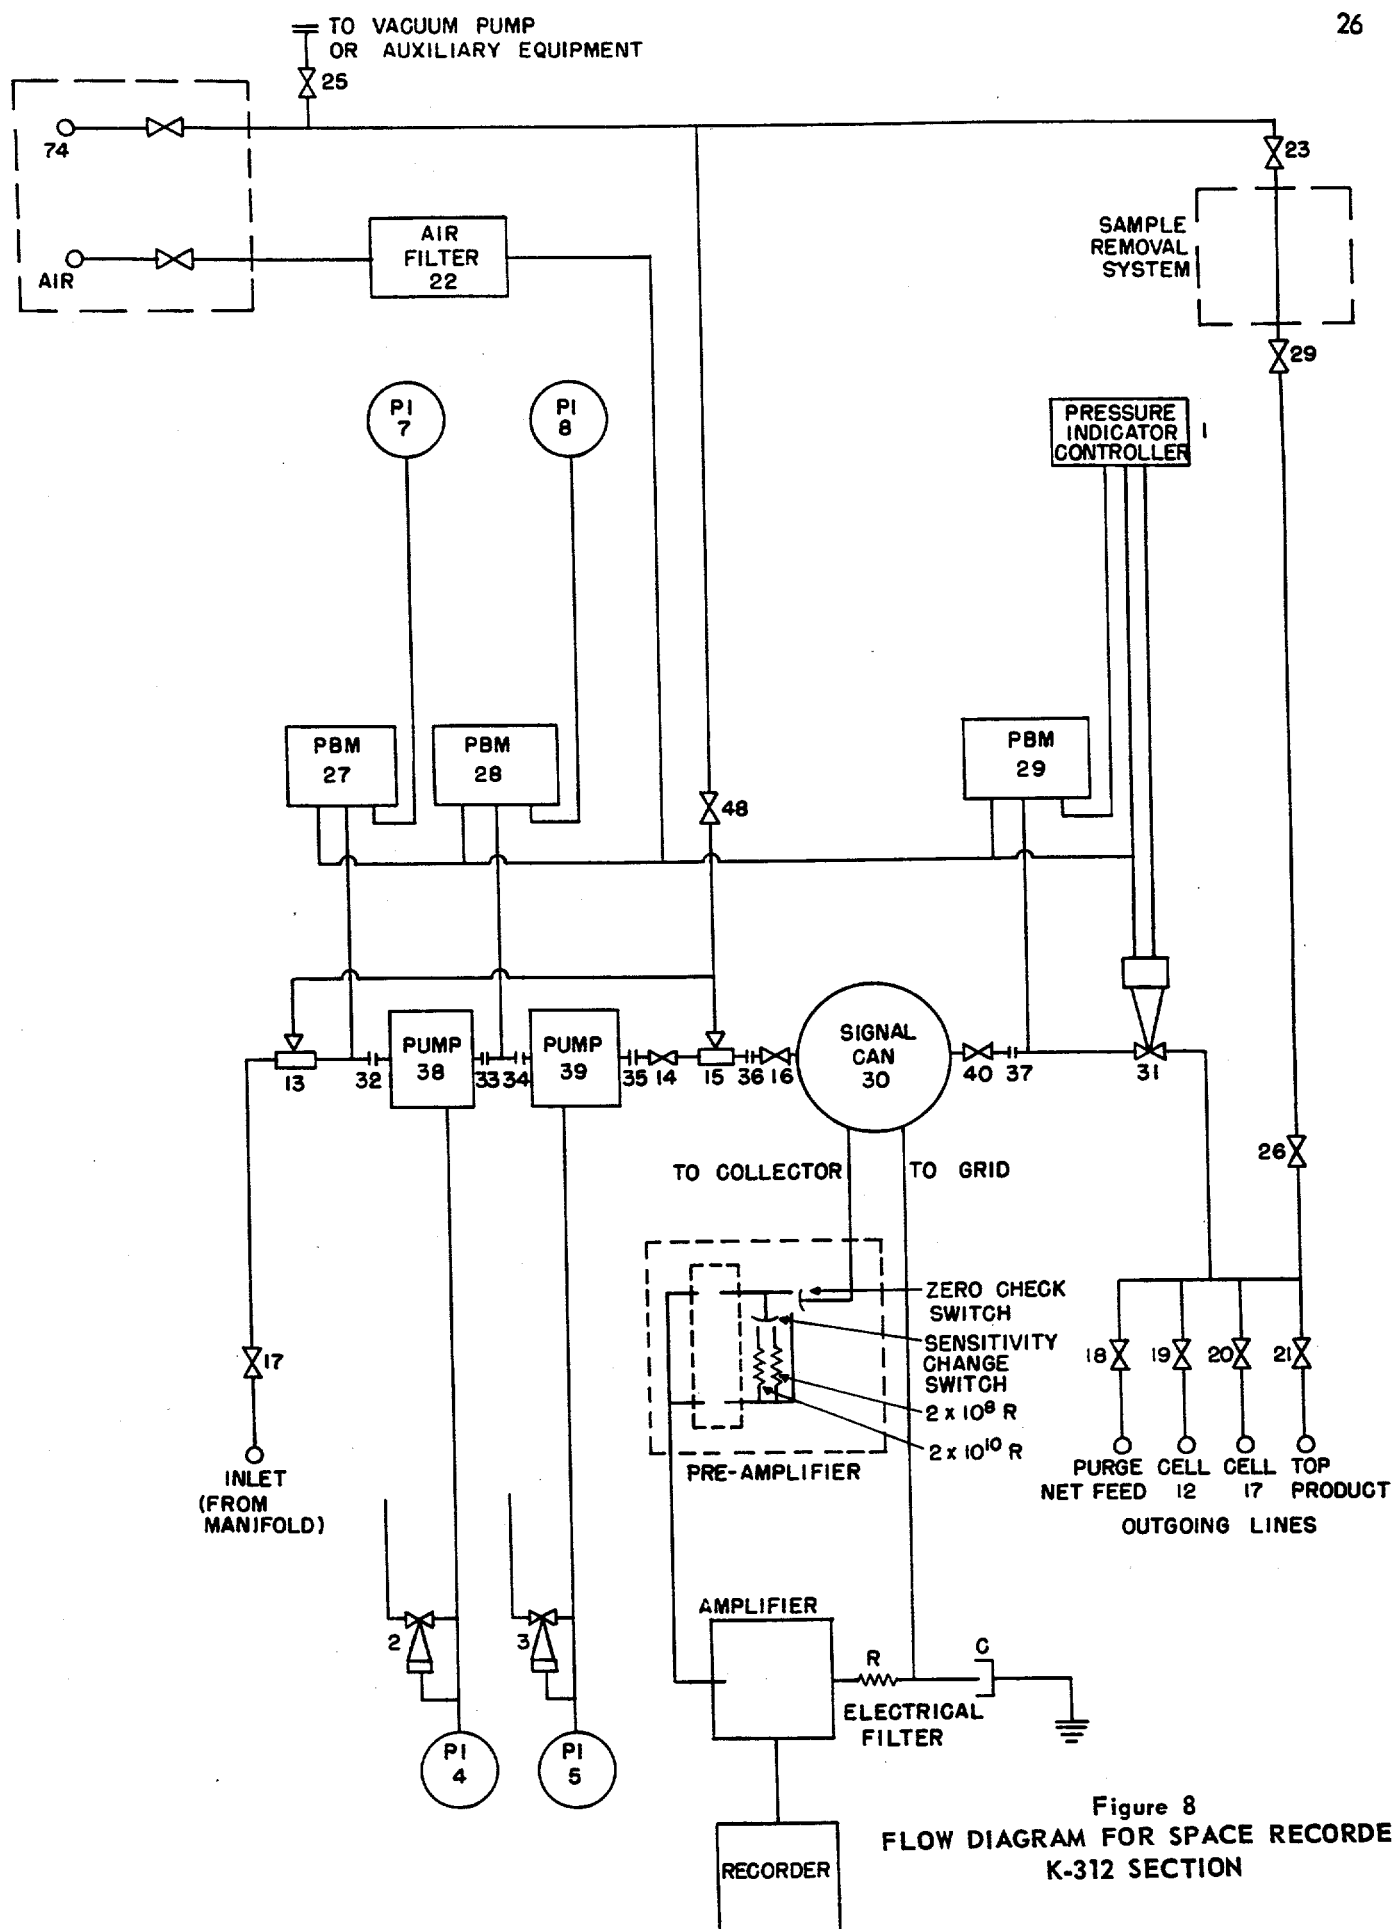 26
TO VACUUM PUMP
OR AUXILIARY EQUIPMENT
25
74
23
AIR
FILTER
22
AIR
SAMPLE
REMOVAL
SYSTEM
29
PI
7
PI
8
PRESSURE
INDICATOR
CONTROLLER
1
PBM
27
PBM
28
PBM
29
48
SIGNAL
CAN
30
PUMP
38
PUMP
39
13
32
33
34
35
14
15
36
16
40
37
31
TO COLLECTOR
TO GRID
26
17
ZERO CHECK
SWITCH
SENSITIVITY
CHANGE
SWITCH
2 x 10⁸ R
2 x 10¹⁰ R
18
19
20
21
PRE-AMPLIFIER
INLET
(FROM
MANIFOLD)
PURGE CELL CELL TOP
NET FEED 12 17 PRODUCT
OUTGOING LINES
2
3
AMPLIFIER
R
C
ELECTRICAL
FILTER
PI
4
PI
5
RECORDER
Figure 8
FLOW DIAGRAM FOR SPACE RECORDE
K-312 SECTION